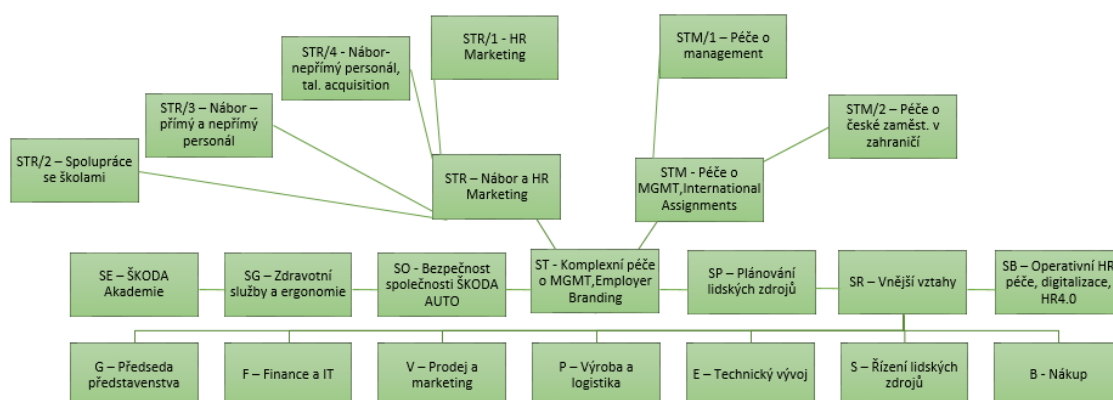 STR/1 - HR
Marketing
STM/1 – Péče o
management
STR/4 - Nábor-
nepřímý personál,
tal. acquisition
STR/3 – Nábor –
přímý a nepřímý
personál
STM/2 – Péče o
české zaměst. v
zahraničí
STR/2 – Spolupráce
se školami
STR – Nábor a HR
Marketing
STM - Péče o
MGMT,International
Assignments
SE – ŠKODA
Akademie
SG – Zdravotní
služby a ergonomie
SO - Bezpečnost
společnosti ŠKODA
AUTO
ST - Komplexní péče
o MGMT,Employer
Branding
SP – Plánování
lidských zdrojů
SR – Vnější vztahy
SB – Operativní HR
péče, digitalizace,
HR4.0
G – Předseda
představenstva
F – Finance a IT
V – Prodej a
marketing
P – Výroba a
logistika
E – Technický vývoj
S – Řízení lidských
zdrojů
B - Nákup